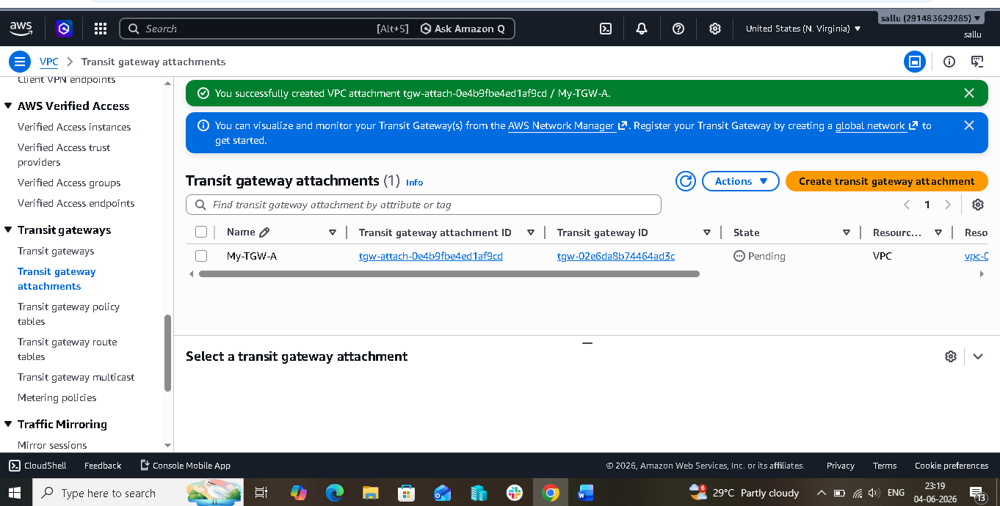 aws
Search [Alt+S] Ask Amazon Q
United States (N. Virginia)
sallu (291483629285)
sallu
VPC Transit gateway attachments
Client VPN endpoints
AWS Verified Access
Verified Access instances
Verified Access trust
providers
Verified Access groups
Verified Access endpoints
Transit gateways
Transit gateways
Transit gateway
attachments
Transit gateway policy
tables
Transit gateway route
tables
Transit gateway multicast
Metering policies
Traffic Mirroring
Mirror sessions
You successfully created VPC attachment tgw-attach-0e4b9fbe4ed1af9cd / My-TGW-A.
You can visualize and monitor your Transit Gateway(s) from the AWS Network Manager . Register your Transit Gateway by creating a global network to
get started.
Transit gateway attachments (1) Info
Actions
Create transit gateway attachment
Find transit gateway attachment by attribute or tag
1
Name Transit gateway attachment ID Transit gateway ID State Resourc... Reso
My-TGW-A tgw-attach-0e4b9fbe4ed1af9cd tgw-02e6da8b74464ad3c Pending VPC vpc-0
Select a transit gateway attachment
CloudShell Feedback Console Mobile App © 2026, Amazon Web Services, Inc. or its affiliates. Privacy Terms Cookie preferences
Type here to search
6
29°C Partly cloudy
ENG
23:19
04-06-2026
13